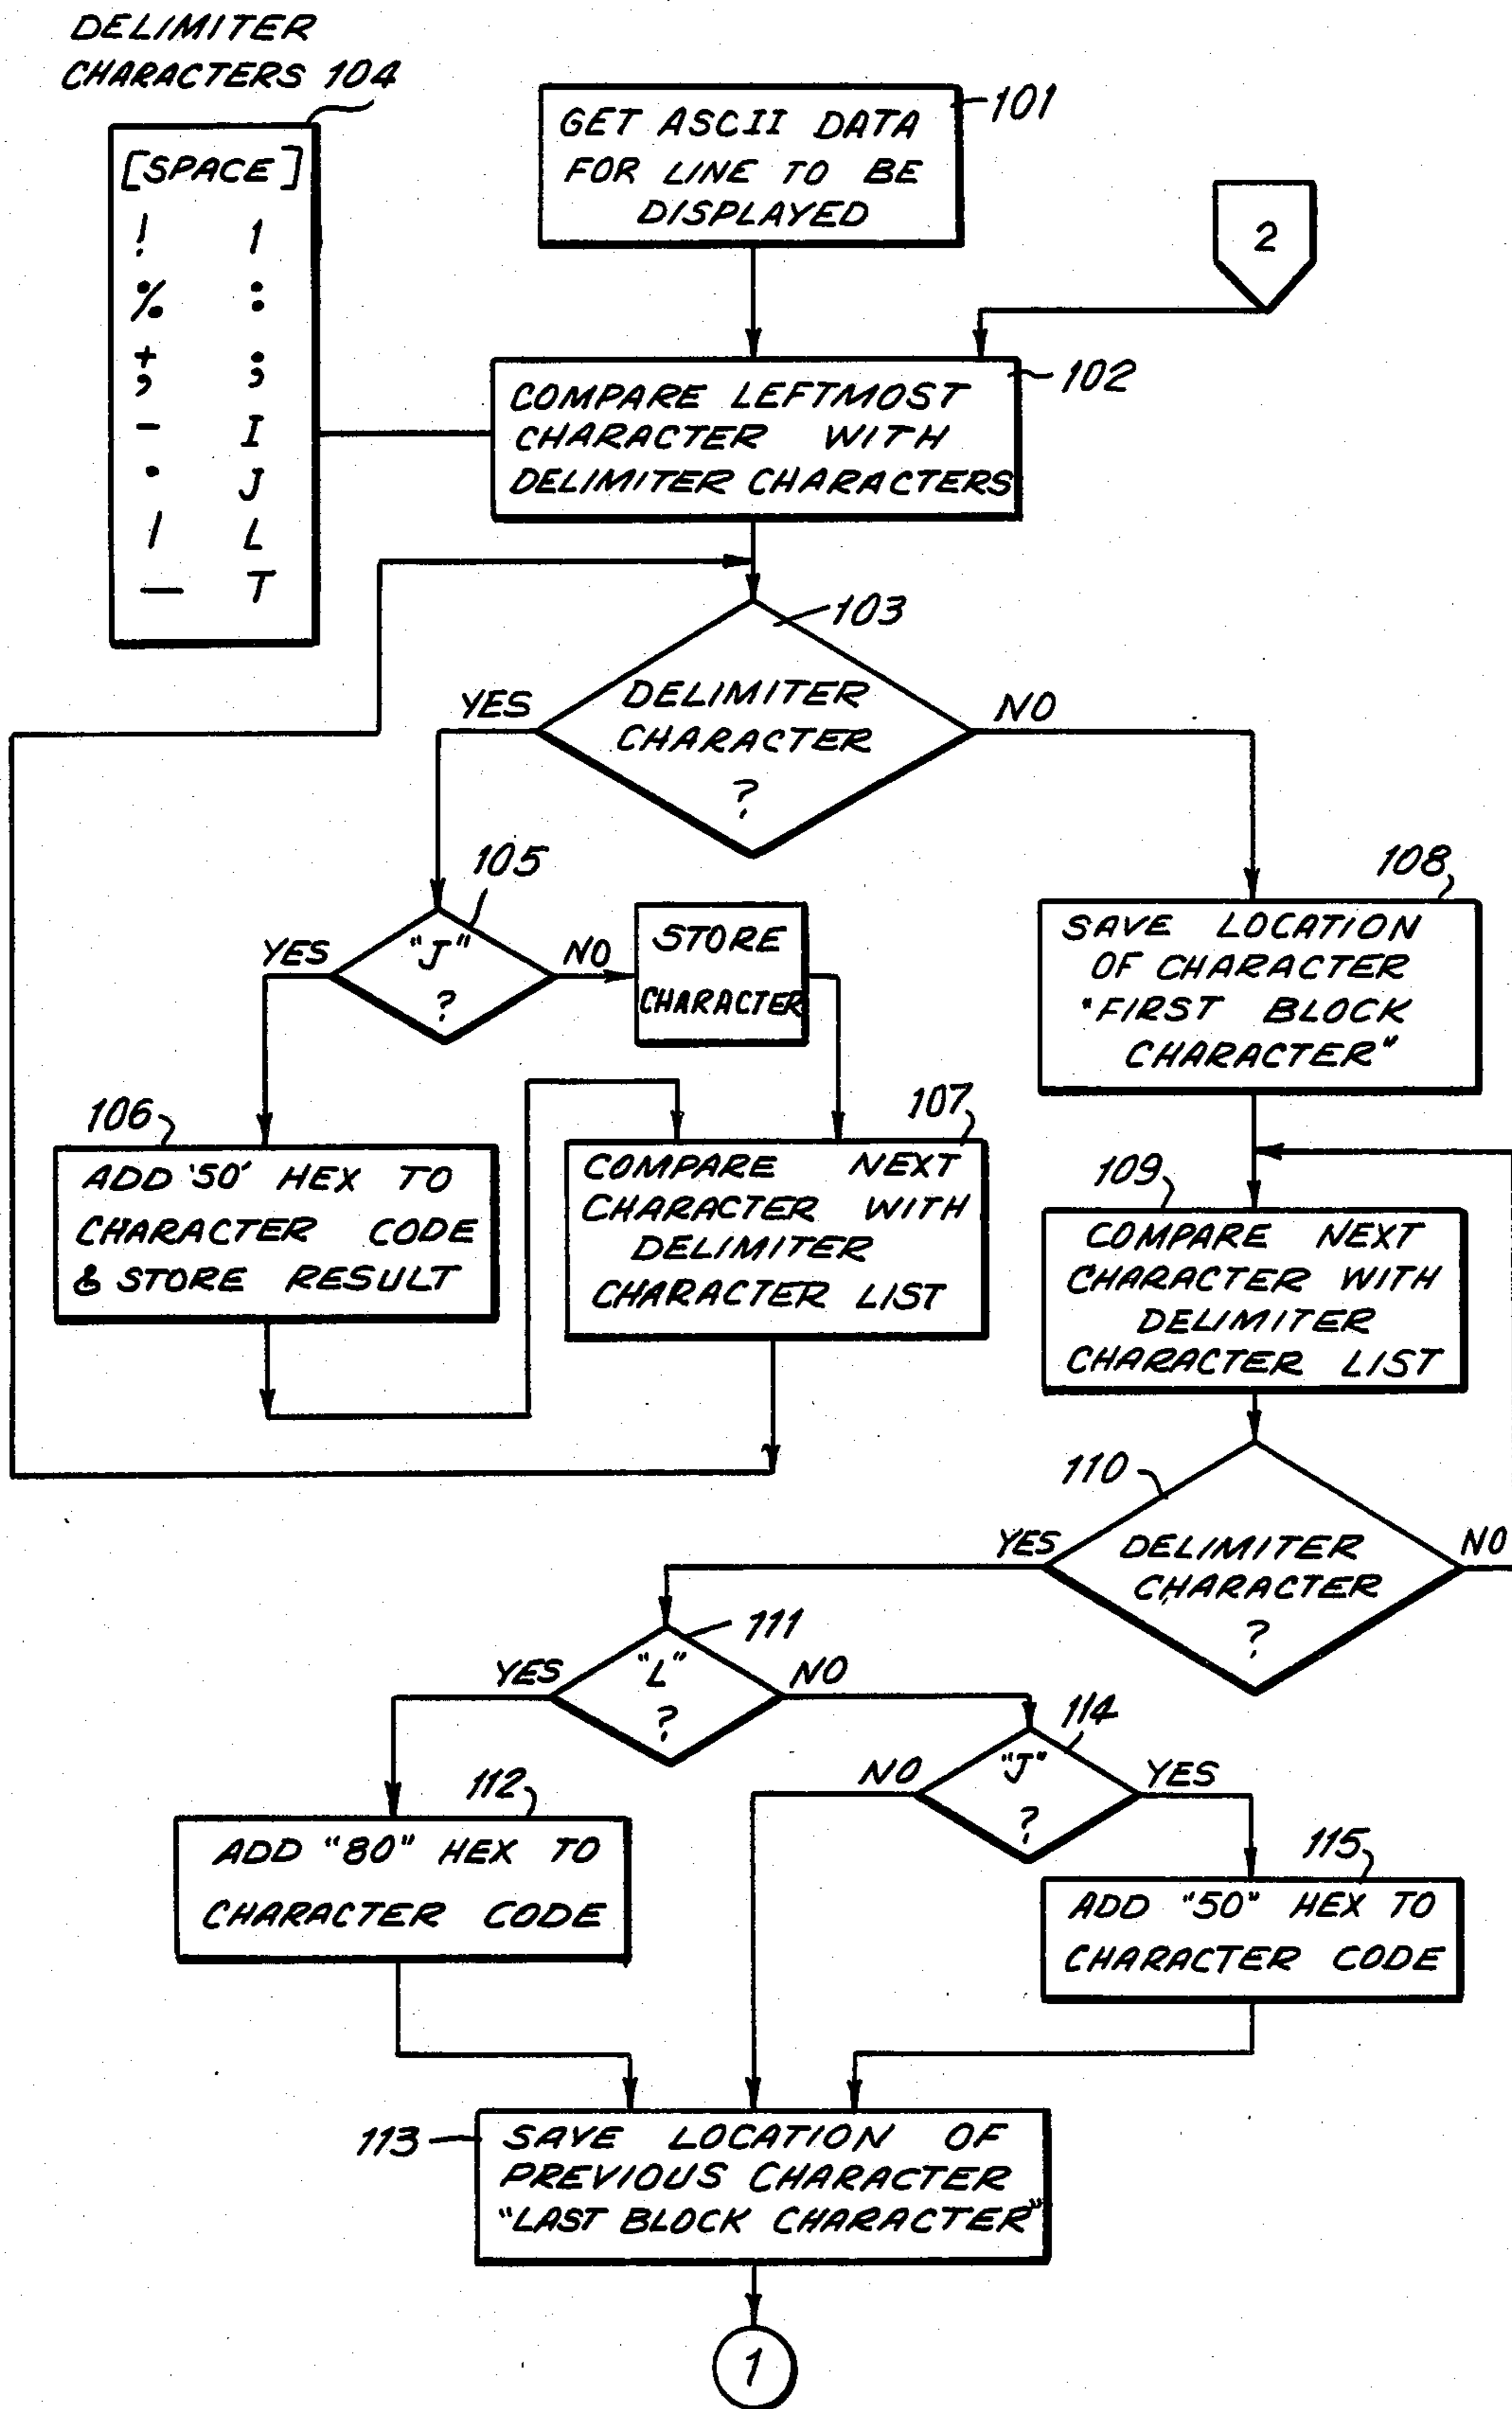 DELIMITER
CHARACTERS 104
[SPACE]
! 1
% :
+
, ;
- I
. J
/ L
— T
GET ASCII DATA
FOR LINE TO BE
DISPLAYED
101
2
COMPARE LEFTMOST
CHARACTER WITH
DELIMITER CHARACTERS
102
103
DELIMITER
CHARACTER
?
YES
NO
105
"J"
?
YES
NO
STORE
CHARACTER
108
SAVE LOCATION
OF CHARACTER
"FIRST BLOCK
CHARACTER"
106
ADD '50' HEX TO
CHARACTER CODE
& STORE RESULT
107
COMPARE NEXT
CHARACTER WITH
DELIMITER
CHARACTER LIST
109
COMPARE NEXT
CHARACTER WITH
DELIMITER
CHARACTER LIST
110
DELIMITER
CHARACTER
?
YES
NO
111
"L"
?
YES
NO
114
"J"
?
NO
YES
112
ADD "80" HEX TO
CHARACTER CODE
115
ADD "50" HEX TO
CHARACTER CODE
113
SAVE LOCATION OF
PREVIOUS CHARACTER
"LAST BLOCK CHARACTER"
1